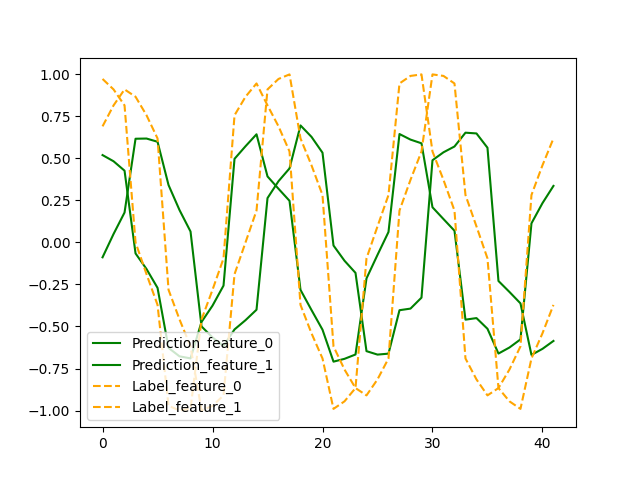 1.00
0.75
0.50
0.25
0.00
−0.25
−0.50
−0.75
−1.00
Prediction_feature_0
Prediction_feature_1
Label_feature_0
Label_feature_1
0 10 20 30 40